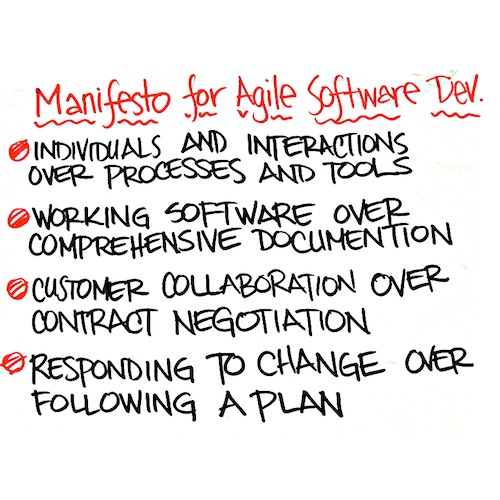 Manifesto for Agile Software Dev.
INDIVIDUALS AND INTERACTIONS
OVER PROCESSES AND TOOLS
WORKING SOFTWARE OVER
COMPREHENSIVE DOCUMENTION
CUSTOMER COLLABORATION OVER
CONTRACT NEGOTIATION
RESPONDING TO CHANGE OVER
FOLLOWING A PLAN